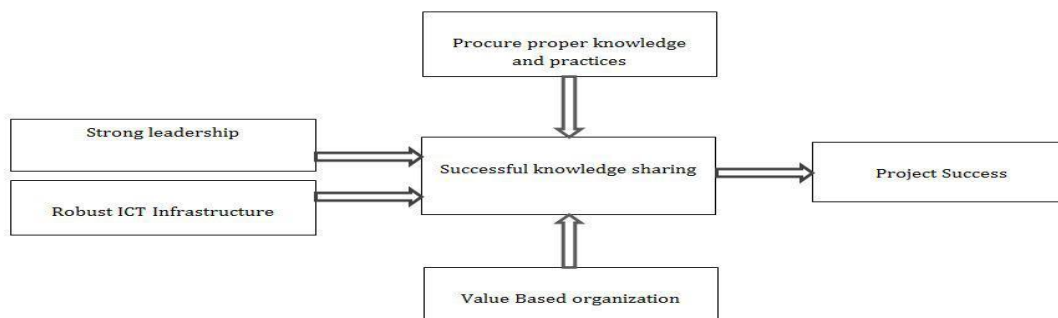 Procure proper knowledge
and practices
Strong leadership
Successful knowledge sharing
Project Success
Robust ICT Infrastructure
Value Based organization